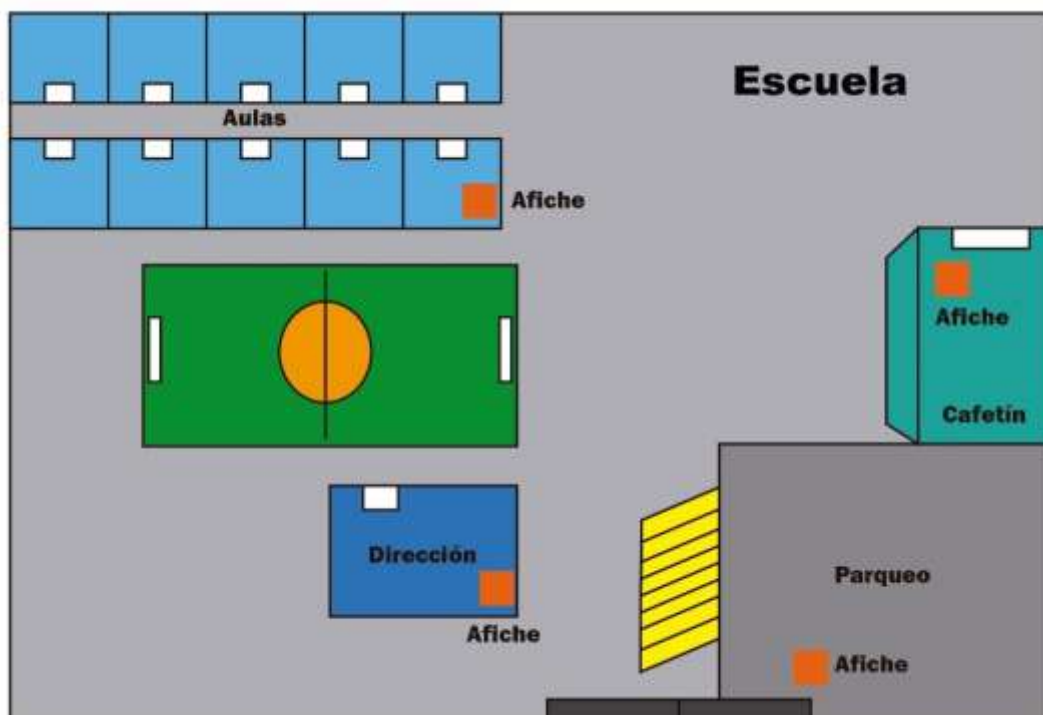 Escuela
Aulas
Afiche
Afiche
Cafetín
Dirección
Afiche
Parqueo
Afiche